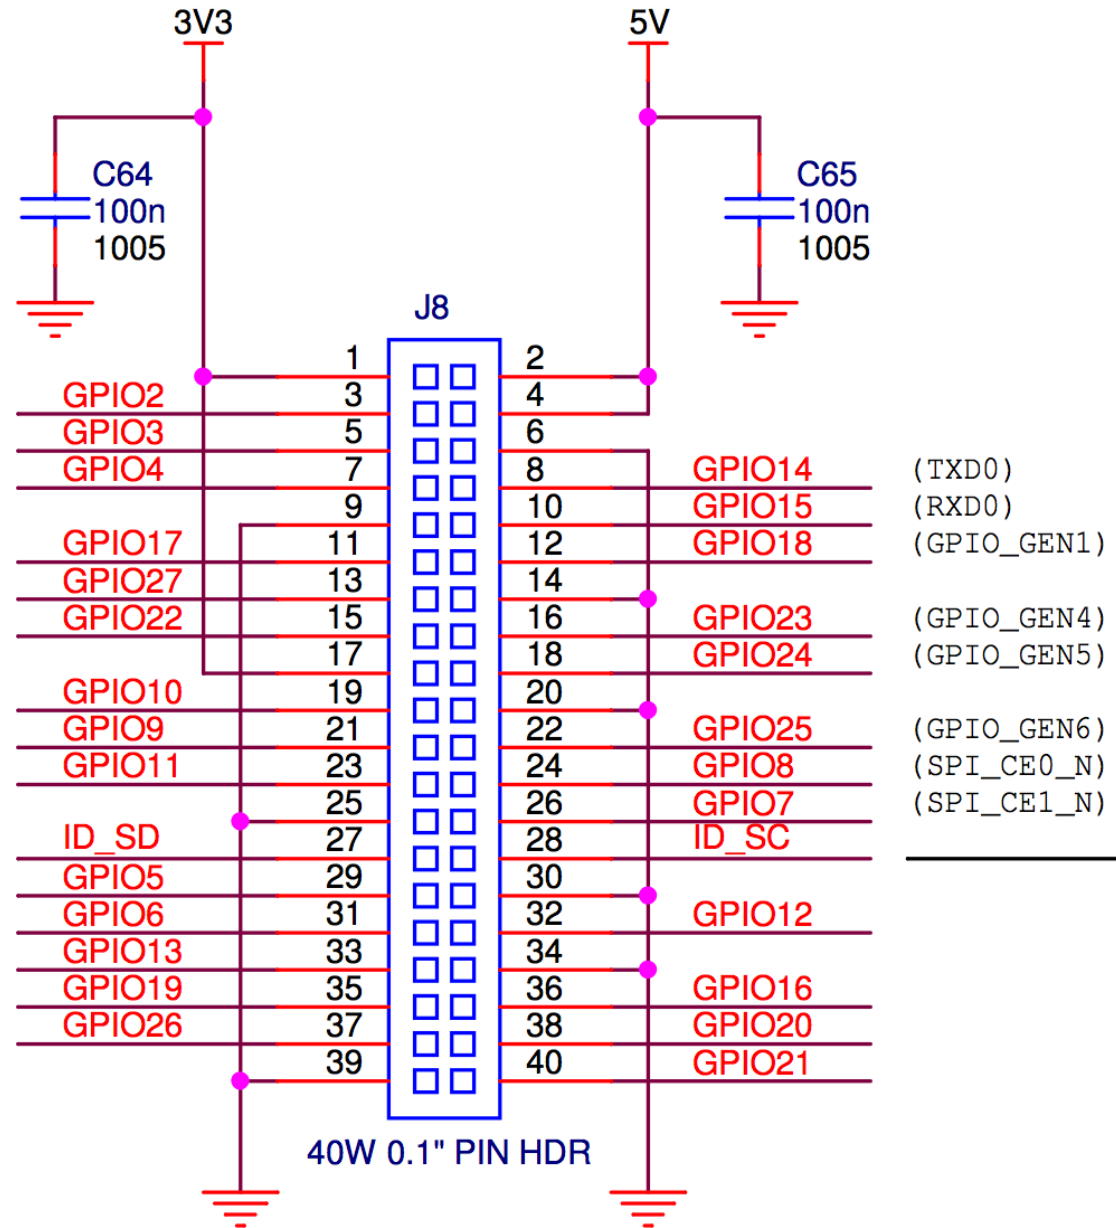 3V3 5V
C64 C65
100n 100n
1005 1005
J8
1 2
GPIO2 3 4
GPIO3 5 6
GPIO4 7 8 GPIO14 (TXD0)
9 10 GPIO15 (RXD0)
GPIO17 11 12 GPIO18 (GPIO_GEN1)
GPIO27 13 14
GPIO22 15 16 GPIO23 (GPIO_GEN4)
17 18 GPIO24 (GPIO_GEN5)
GPIO10 19 20
GPIO9 21 22 GPIO25 (GPIO_GEN6)
GPIO11 23 24 GPIO8 (SPI_CE0_N)
25 26 GPIO7 (SPI_CE1_N)
ID_SD 27 28 ID_SC
GPIO5 29 30
GPIO6 31 32 GPIO12
GPIO13 33 34
GPIO19 35 36 GPIO16
GPIO26 37 38 GPIO20
39 40 GPIO21
40W 0.1" PIN HDR